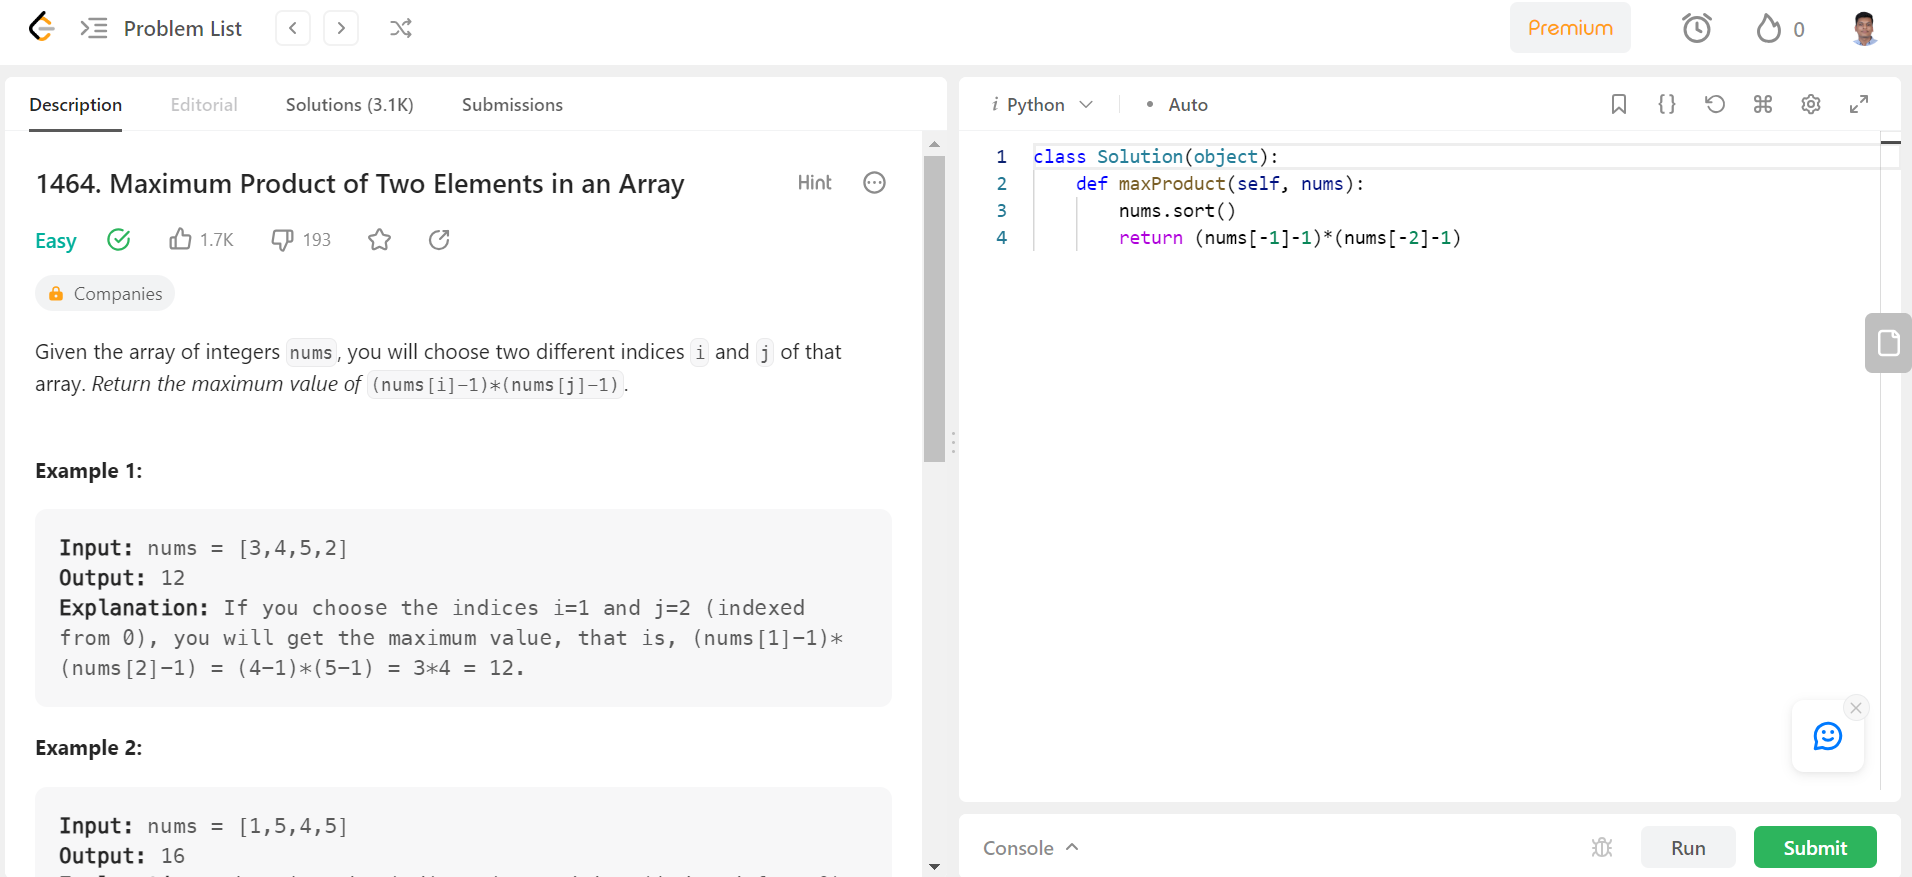 Problem List
Premium
0
Description Editorial Solutions (3.1K) Submissions
1464. Maximum Product of Two Elements in an Array
Hint
Easy 1.7K 193
Companies
Given the array of integers nums, you will choose two different indices i and j of that
array. Return the maximum value of (nums[i]-1)*(nums[j]-1).
Example 1:
Input: nums = [3,4,5,2]
Output: 12
Explanation: If you choose the indices i=1 and j=2 (indexed
from 0), you will get the maximum value, that is, (nums[1]-1)*
(nums[2]-1) = (4-1)*(5-1) = 3*4 = 12.
Example 2:
Input: nums = [1,5,4,5]
Output: 16
i Python • Auto
1 class Solution(object):
2 def maxProduct(self, nums):
3 nums.sort()
4 return (nums[-1]-1)*(nums[-2]-1)
Console
Run
Submit